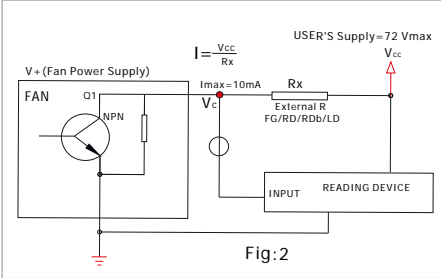 USER'S Supply=72 Vmax
Vcc
I=Vcc/Rx
V+(Fan Power Supply)
Imax=10mA
Rx
FAN
Q1
Vc
NPN
External R
FG/RD/RDb/LD
INPUT
READING DEVICE
Fig:2